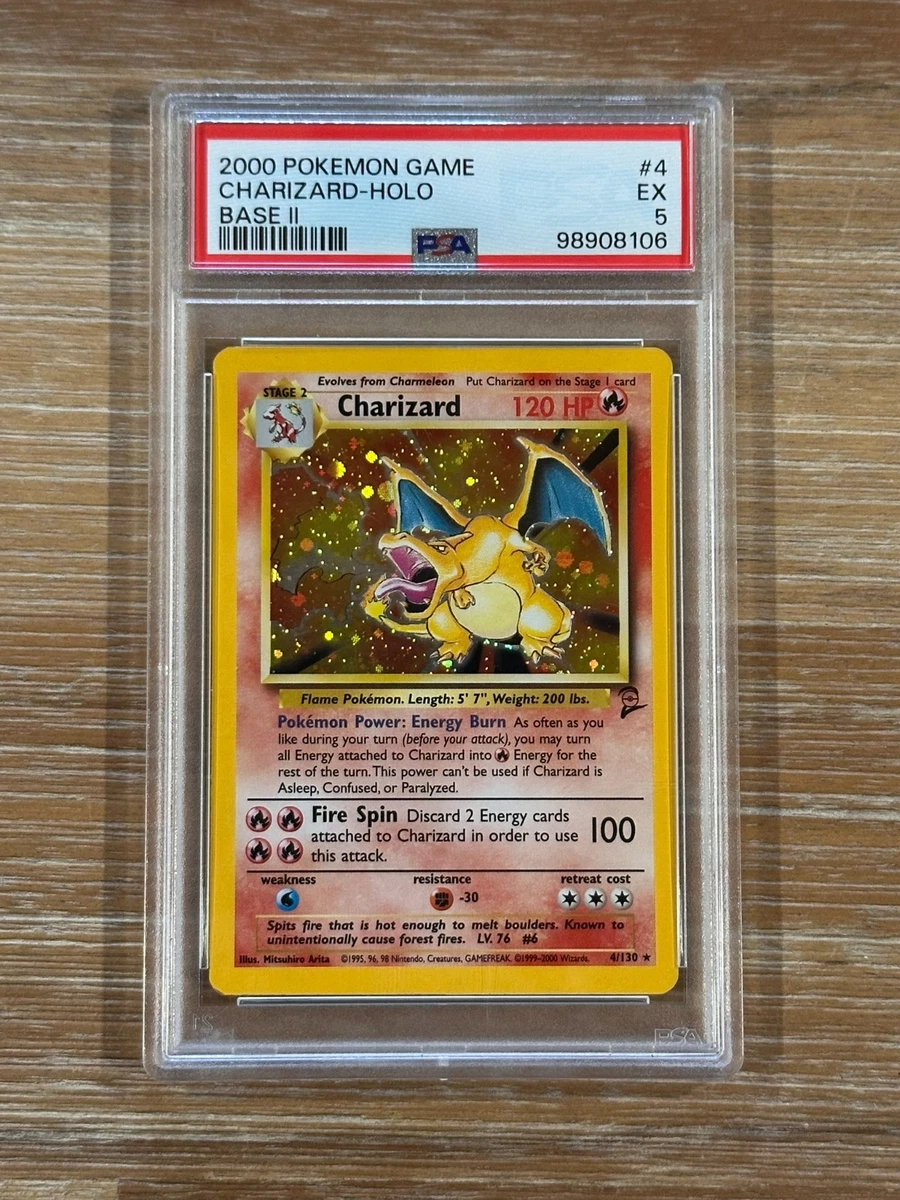 2000 POKEMON GAME #4
CHARIZARD-HOLO EX
BASE II 5
PSA 98908106
Evolves from Charmeleon Put Charizard on the Stage 1 card
STAGE 2
Charizard 120 HP
Flame Pokémon. Length: 5' 7", Weight: 200 lbs.
Pokémon Power: Energy Burn As often as you
like during your turn (before your attack), you may turn
all Energy attached to Charizard into Energy for the
rest of the turn. This power can't be used if Charizard is
Asleep, Confused, or Paralyzed.
Fire Spin Discard 2 Energy cards
attached to Charizard in order to use 100
this attack.
weakness resistance retreat cost
-30
Spits fire that is hot enough to melt boulders. Known to
unintentionally cause forest fires. LV. 76 #6
Illus. Mitsuhiro Arita ©1995, 96, 98 Nintendo, Creatures, GAMEFREAK. ©1999-2000 Wizards. 4/130 ★
PSA